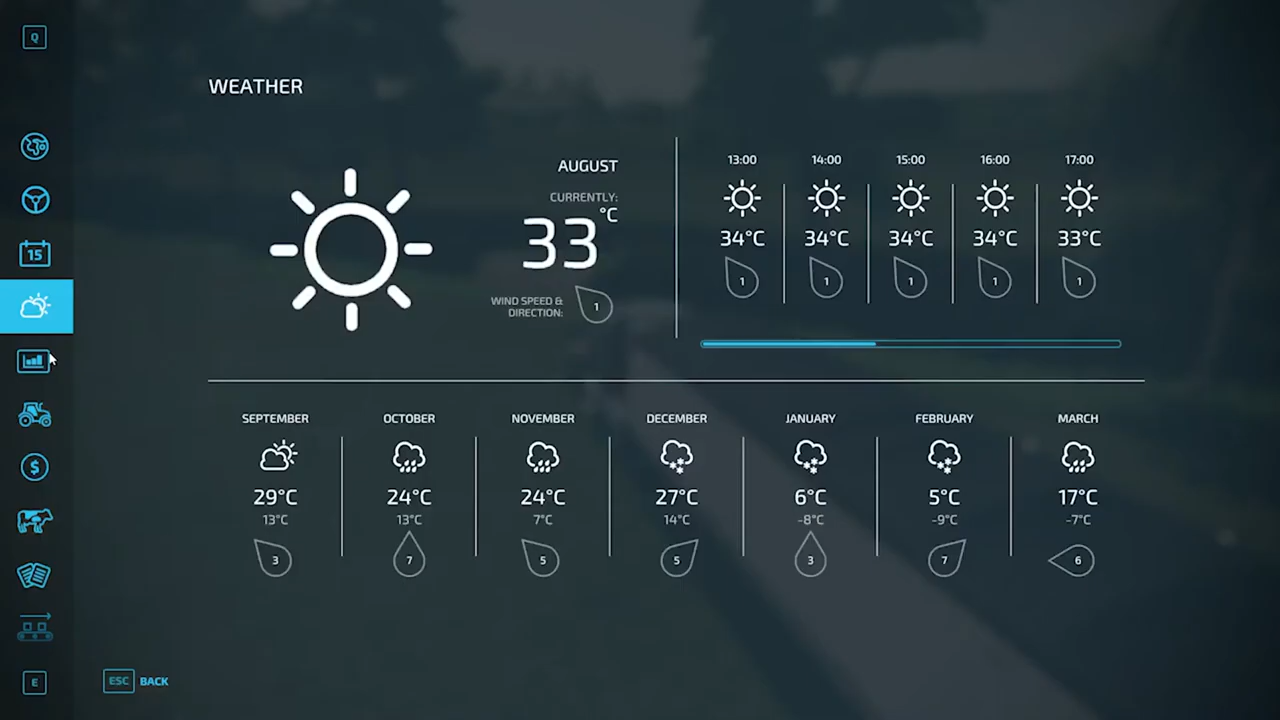 Q
WEATHER
AUGUST
CURRENTLY:
33°C
WIND SPEED &
DIRECTION:
1
13:00 14:00 15:00 16:00 17:00
34°C 34°C 34°C 34°C 33°C
1 1 1 1 1
15
SEPTEMBER OCTOBER NOVEMBER DECEMBER JANUARY FEBRUARY MARCH
29°C 24°C 24°C 27°C 6°C 5°C 17°C
13°C 13°C 7°C 14°C -8°C -9°C -7°C
3 7 5 5 3 7 6
$
E
ESC BACK